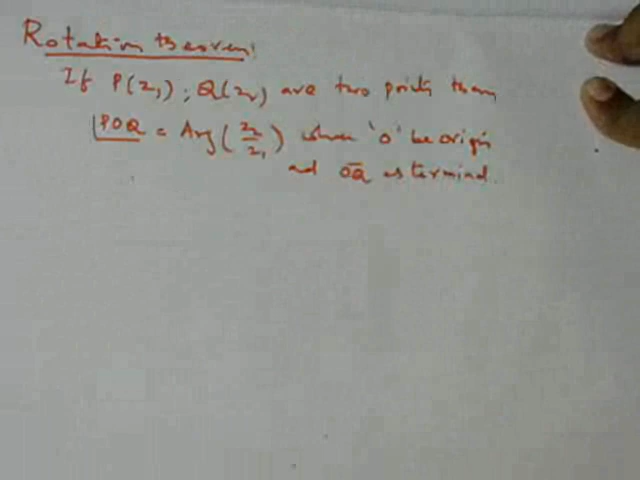 Rotation theorem:
If P(z₁), Q(z₂) are two points then
∠POQ = Arg(z₂/z₁) where 'O' be origin
and OQ as terminal.